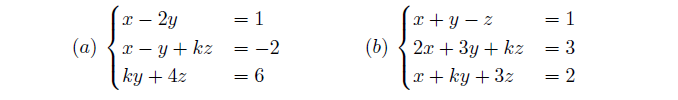 (a) { x − 2y = 1
x − y + kz = −2
ky + 4z = 6
(b) { x + y − z = 1
2x + 3y + kz = 3
x + ky + 3z = 2